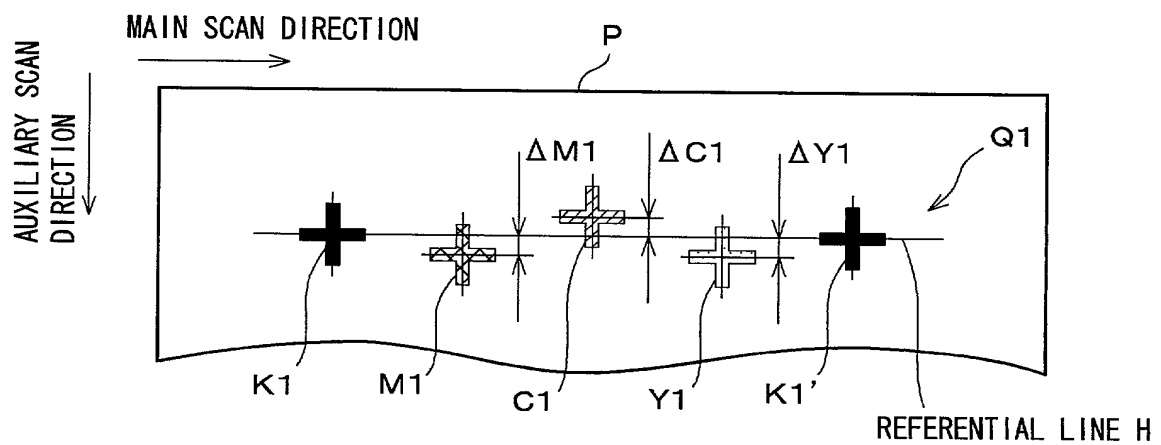 MAIN SCAN DIRECTION
P
AUXILIARY SCAN
DIRECTION
ΔM1
ΔC1
ΔY1
Q1
K1
M1
C1
Y1
K1’
REFERENTIAL LINE H